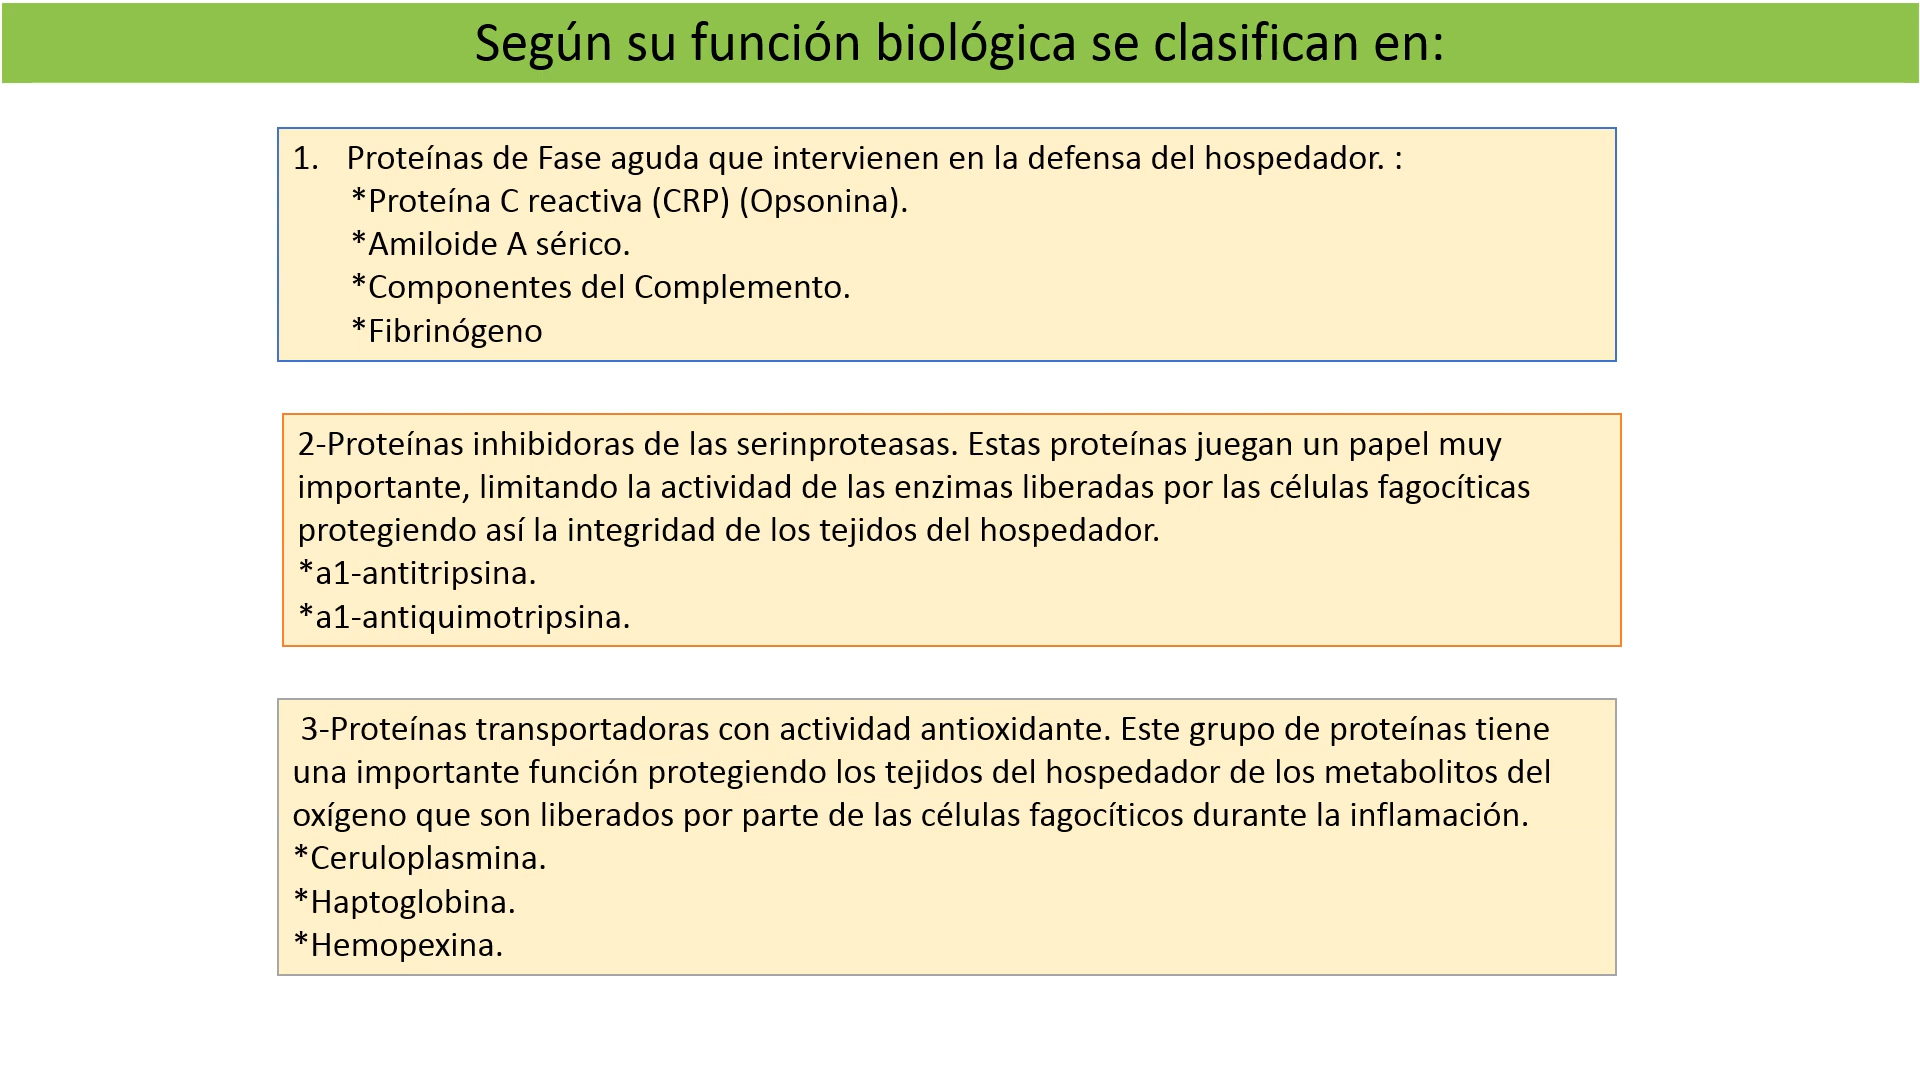 Según su función biológica se clasifican en:
1. Proteínas de Fase aguda que intervienen en la defensa del hospedador. :
*Proteína C reactiva (CRP) (Opsonina).
*Amiloide A sérico.
*Componentes del Complemento.
*Fibrinógeno
2-Proteínas inhibidoras de las serinproteasas. Estas proteínas juegan un papel muy
importante, limitando la actividad de las enzimas liberadas por las células fagocíticas
protegiendo así la integridad de los tejidos del hospedador.
*a1-antitripsina.
*a1-antiquimotripsina.
3-Proteínas transportadoras con actividad antioxidante. Este grupo de proteínas tiene
una importante función protegiendo los tejidos del hospedador de los metabolitos del
oxígeno que son liberados por parte de las células fagocíticos durante la inflamación.
*Ceruloplasmina.
*Haptoglobina.
*Hemopexina.